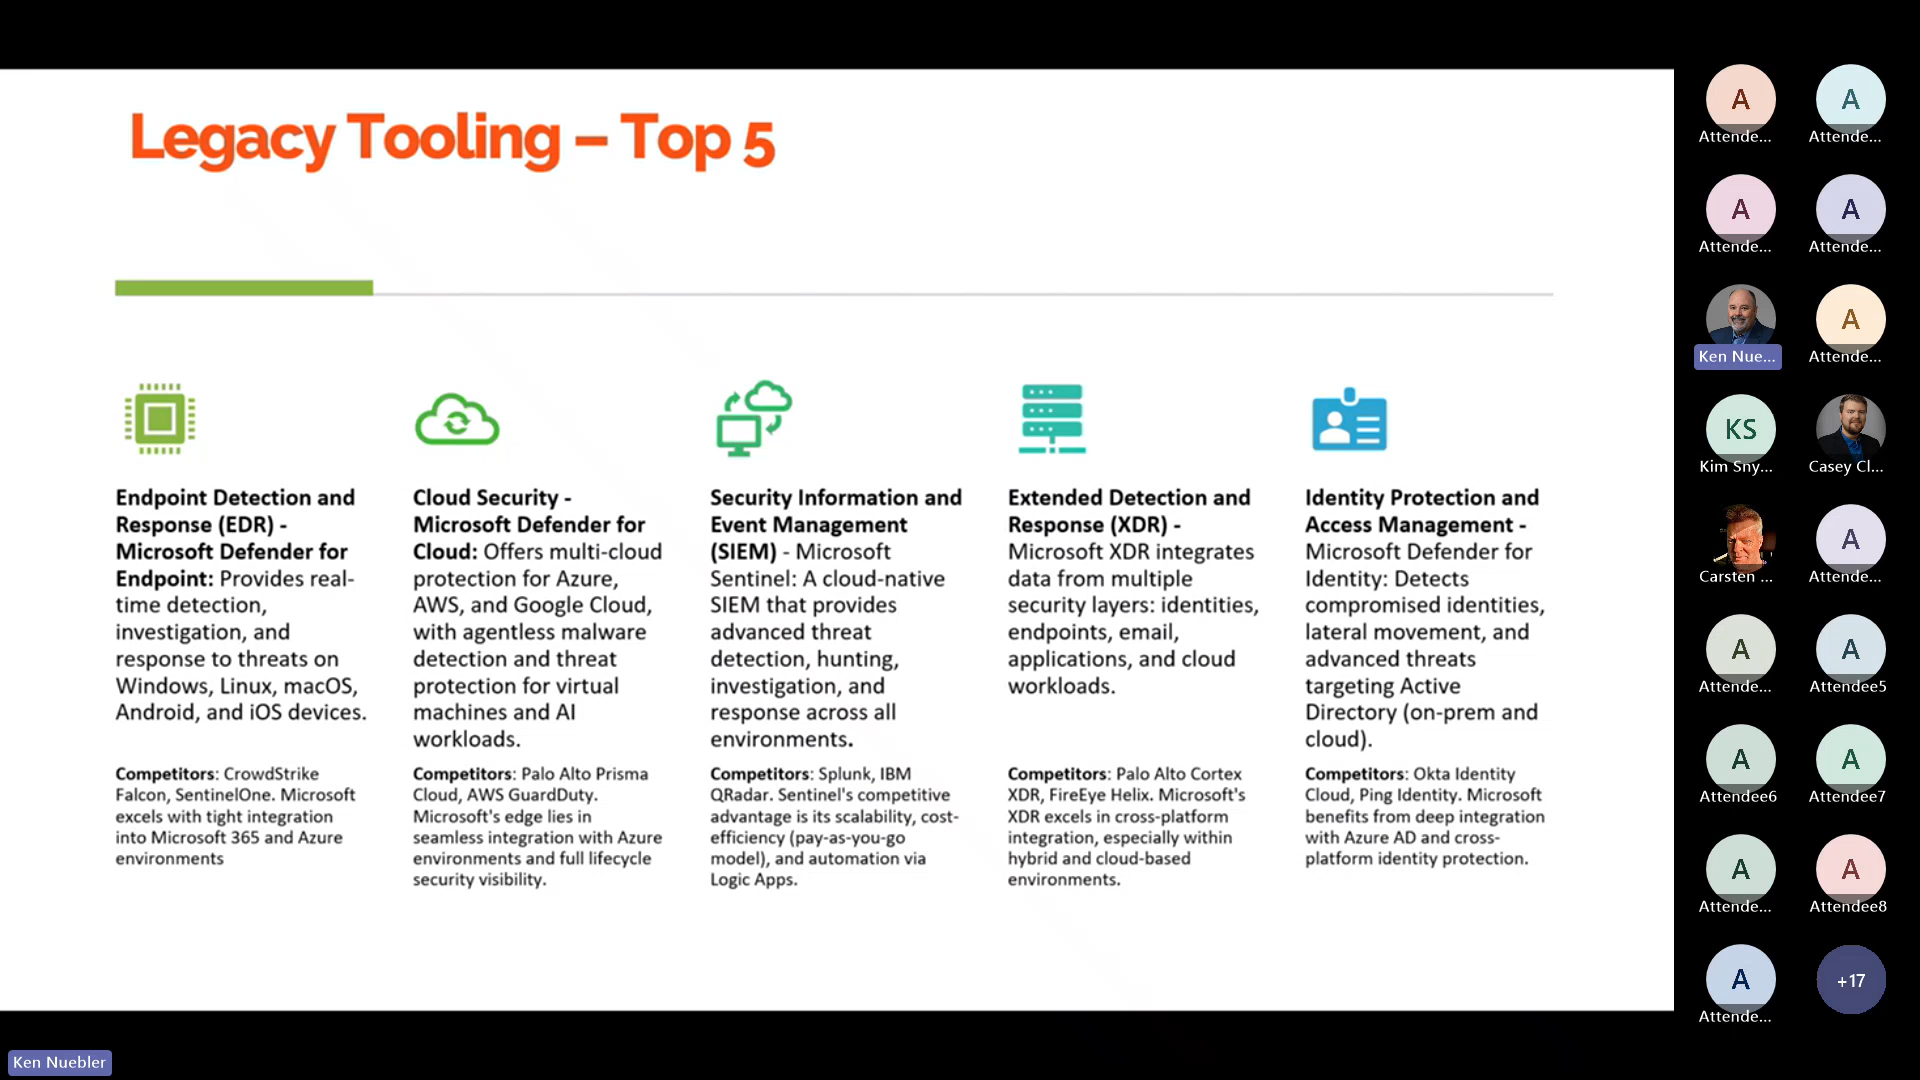 Legacy Tooling – Top 5
Endpoint Detection and
Response (EDR) -
Microsoft Defender for
Endpoint: Provides real-
time detection,
investigation, and
response to threats on
Windows, Linux, macOS,
Android, and iOS devices.
Competitors: CrowdStrike
Falcon, SentinelOne. Microsoft
excels with tight integration
into Microsoft 365 and Azure
environments
Cloud Security -
Microsoft Defender for
Cloud: Offers multi-cloud
protection for Azure,
AWS, and Google Cloud,
with agentless malware
detection and threat
protection for virtual
machines and AI
workloads.
Competitors: Palo Alto Prisma
Cloud, AWS GuardDuty.
Microsoft's edge lies in
seamless integration with Azure
environments and full lifecycle
security visibility.
Security Information and
Event Management
(SIEM) - Microsoft
Sentinel: A cloud-native
SIEM that provides
advanced threat
detection, hunting,
investigation, and
response across all
environments.
Competitors: Splunk, IBM
QRadar. Sentinel's competitive
advantage is its scalability, cost-
efficiency (pay-as-you-go
model), and automation via
Logic Apps.
Extended Detection and
Response (XDR) -
Microsoft XDR integrates
data from multiple
security layers: identities,
endpoints, email,
applications, and cloud
workloads.
Competitors: Palo Alto Cortex
XDR, FireEye Helix. Microsoft's
XDR excels in cross-platform
integration, especially within
hybrid and cloud-based
environments.
Identity Protection and
Access Management -
Microsoft Defender for
Identity: Detects
compromised identities,
lateral movement, and
advanced threats
targeting Active
Directory (on-prem and
cloud).
Competitors: Okta Identity
Cloud, Ping Identity. Microsoft
benefits from deep integration
with Azure AD and cross-
platform identity protection.
A A
Attende... Attende...
A A
Attende... Attende...
A
Ken Nue... Attende...
KS
Kim Sny... Casey Cl...
A
Carsten ... Attende...
A A
Attende... Attendee5
A A
Attendee6 Attendee7
A A
Attende... Attendee8
A +17
Attende...
Ken Nuebler